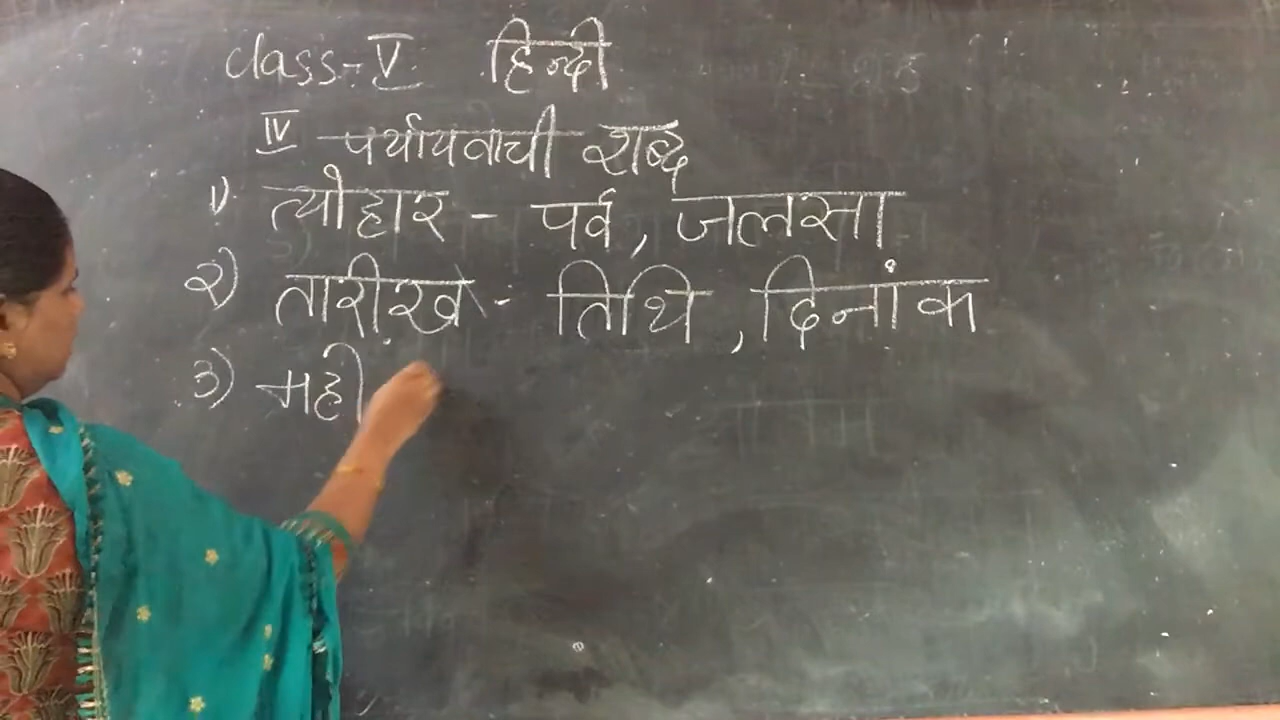 class-V हिन्दी
IV पर्यायवाची शब्द
१) त्योहार - पर्व, जलसा
२) तारीख - तिथि, दिनांक
३) मही